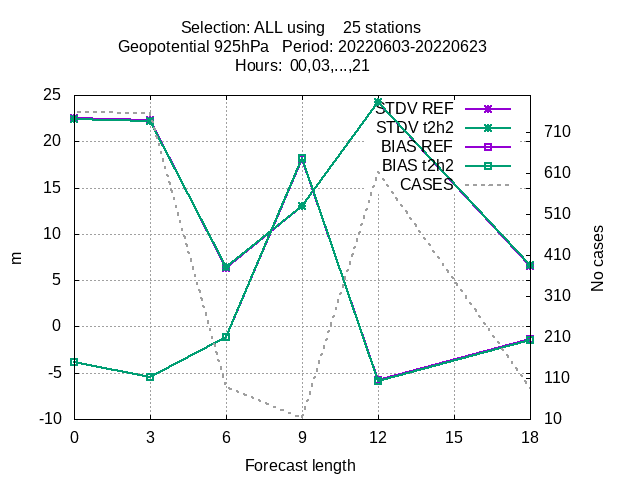 Selection: ALL using    25 stations
Geopotential 925hPa   Period: 20220603-20220623
Hours:  00,03,...,21
STDV REF
STDV t2h2
BIAS REF
BIAS t2h2
CASES
25
20
15
10
5
0
-5
-10
m
710
610
510
410
310
210
110
10
No cases
0 3 6 9 12 15 18
Forecast length